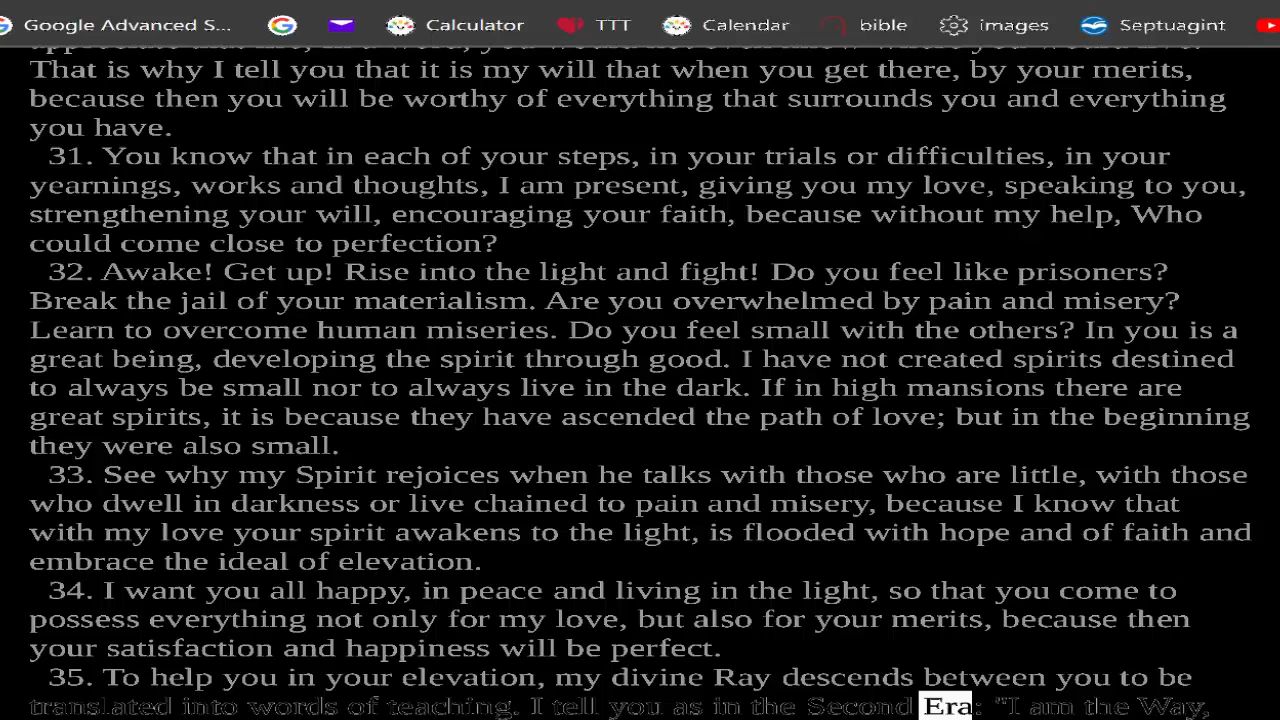 Google Advanced S... Calculator TTT Calendar bible images Septuagint
That is why I tell you that it is my will that when you get there, by your merits,
because then you will be worthy of everything that surrounds you and everything
you have.
31. You know that in each of your steps, in your trials or difficulties, in your
yearnings, works and thoughts, I am present, giving you my love, speaking to you,
strengthening your will, encouraging your faith, because without my help, Who
could come close to perfection?
32. Awake! Get up! Rise into the light and fight! Do you feel like prisoners?
Break the jail of your materialism. Are you overwhelmed by pain and misery?
Learn to overcome human miseries. Do you feel small with the others? In you is a
great being, developing the spirit through good. I have not created spirits destined
to always be small nor to always live in the dark. If in high mansions there are
great spirits, it is because they have ascended the path of love; but in the beginning
they were also small.
33. See why my Spirit rejoices when he talks with those who are little, with those
who dwell in darkness or live chained to pain and misery, because I know that
with my love your spirit awakens to the light, is flooded with hope and of faith and
embrace the ideal of elevation.
34. I want you all happy, in peace and living in the light, so that you come to
possess everything not only for my love, but also for your merits, because then
your satisfaction and happiness will be perfect.
35. To help you in your elevation, my divine Ray descends between you to be
translated into words of teaching. I tell you as in the Second Era: "I am the Way,